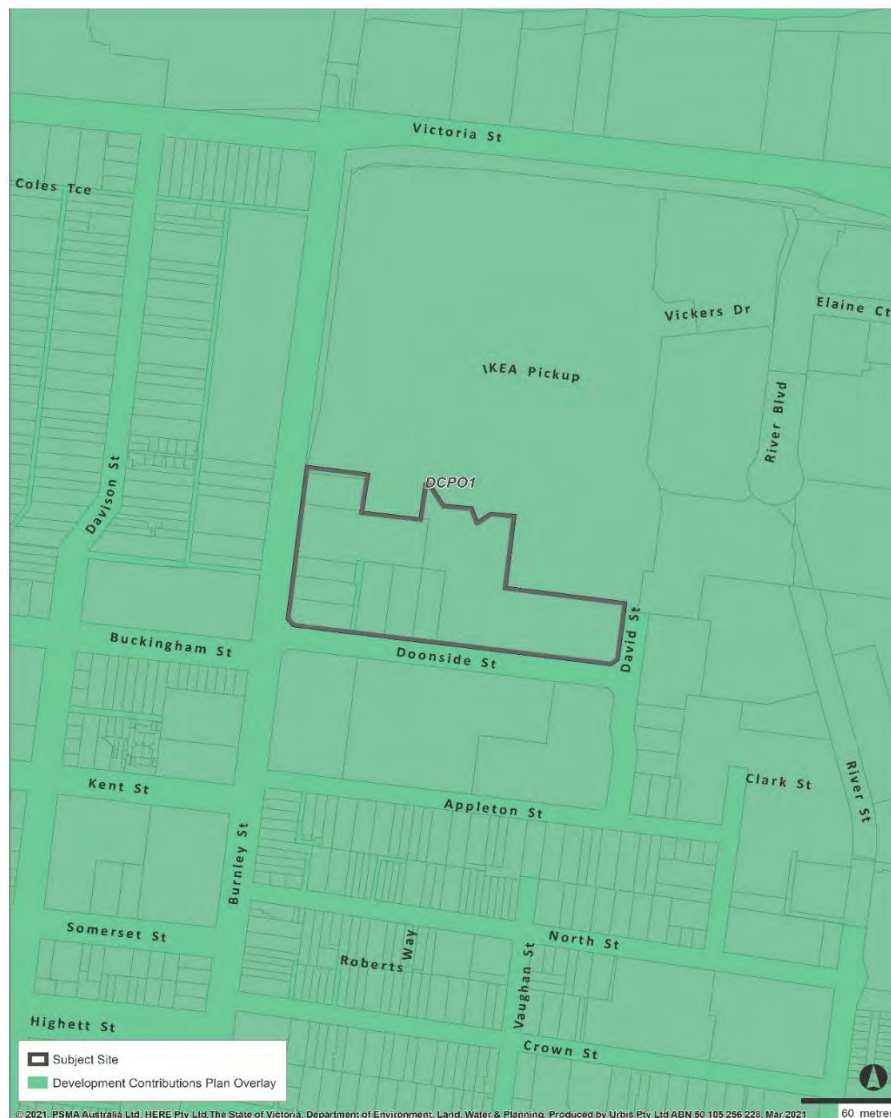 Victoria St
Coles Tce
Vickers Dr
Elaine Ct
IKEA Pickup
River Blvd
DCPO1
Davison St
David St
Buckingham St
Doonside St
Kent St
Appleton St
Clark St
River St
Burnley St
Somerset St
North St
Roberts Way
Vaughan St
Highett St
Crown St
Subject Site
Development Contributions Plan Overlay
60 metres
© 2021. PSMA Australia Ltd, HERE Pty Ltd. The State of Victoria, Department of Environment, Land, Water & Planning. Produced by Urbis Pty Ltd ABN 50 105 256 228, Mar 2021